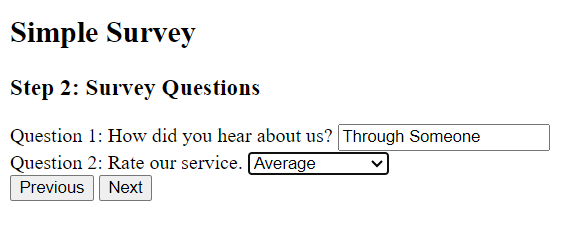 Simple Survey
Step 2: Survey Questions
Question 1: How did you hear about us? Through Someone
Question 2: Rate our service. Average
Previous Next